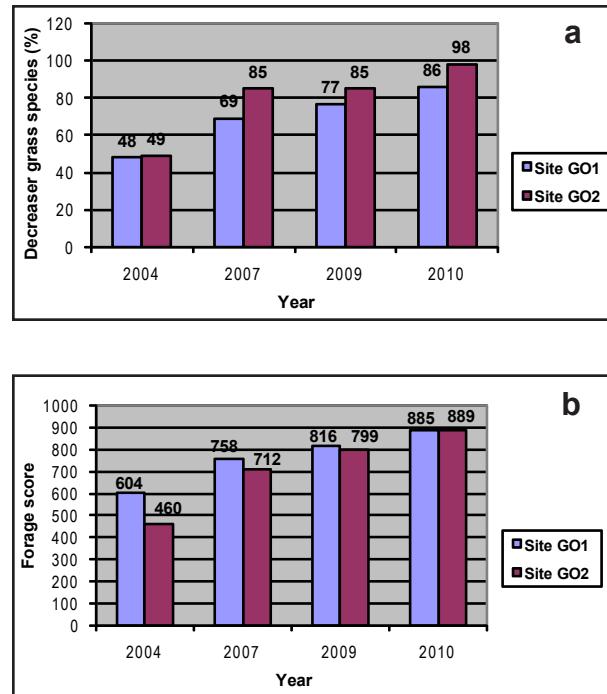 a
Decreaser grass species (%)
120
100
80
60
40
20
0
48 49
69 85
77 85
86 98
2004 2007 2009 2010
Year
Site GO1
Site GO2
b
Forage score
1000
900
800
700
600
500
400
300
200
100
0
604 460
758 712
816 799
885 889
2004 2007 2009 2010
Year
Site GO1
Site GO2